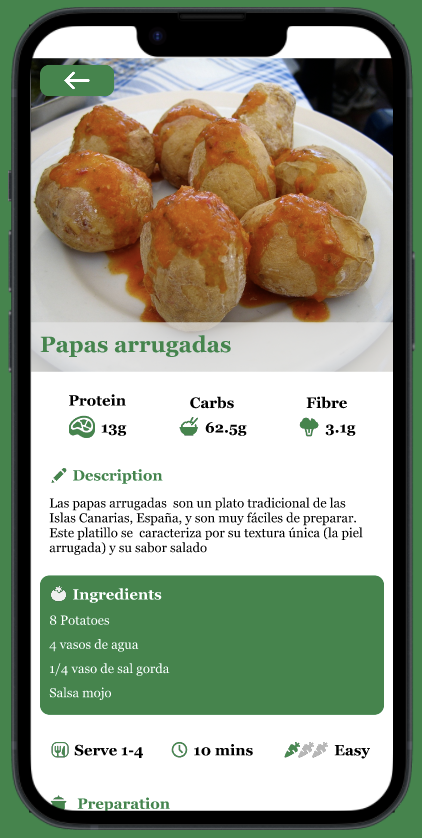 Papas arrugadas
Protein Carbs Fibre
13g 62.5g 3.1g
Description
Las papas arrugadas son un plato tradicional de las
Islas Canarias, España, y son muy fáciles de preparar.
Este platillo se caracteriza por su textura única (la piel
arrugada) y su sabor salado
Ingredients
8 Potatoes
4 vasos de agua
1/4 vaso de sal gorda
Salsa mojo
Serve 1-4 10 mins Easy
Preparation